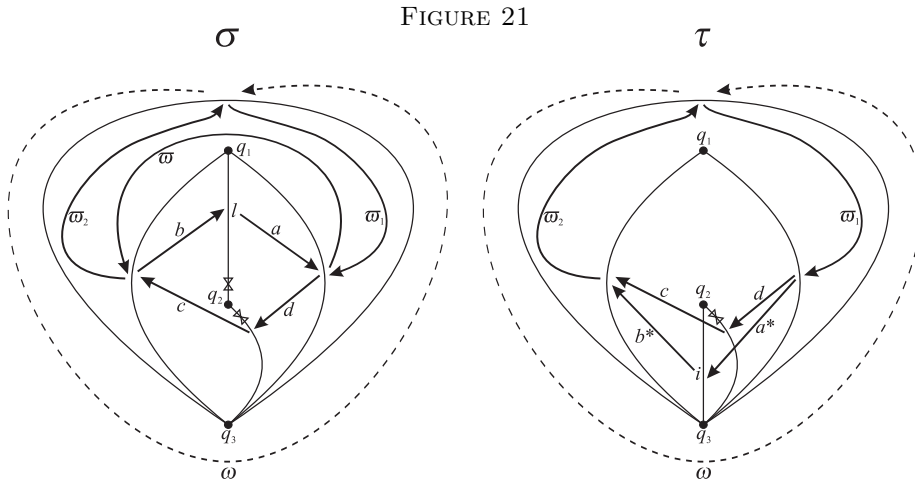 FIGURE 21
σ τ
q₁ q₁
ϖ
ϖ₂ ϖ₁ ϖ₂ ϖ₁
b l a
q₂ c d c q₂ d
b* a*
i
q₃ q₃
ω ω